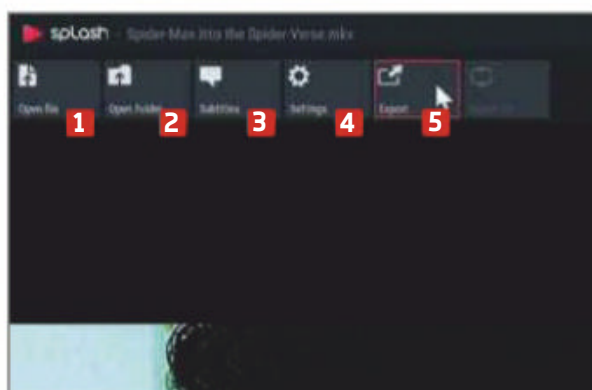 splash - Spider-Man Into the Spider-Verse.mkv
Open file Open folder Subtitles Settings Export
1 2 3 4 5